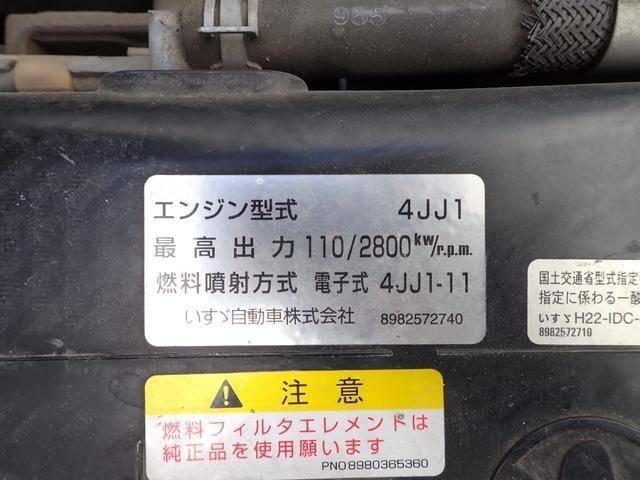 955
エンジン型式 4JJ1
最高出力 110/2800kW/r.p.m.
燃料噴射方式 電子式 4JJ1-11
いすゞ自動車株式会社 8982572740
国土交通省型式指定
指定に係わる一酸
いすゞH22-IDC-
8982572710
注意
燃料フィルタエレメントは
純正品を使用願います
PNO8980365360